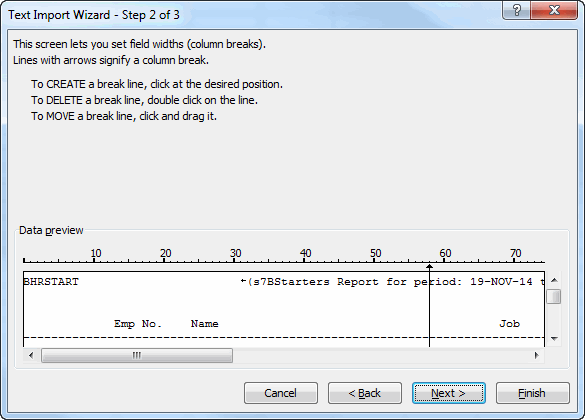 Text Import Wizard - Step 2 of 3
This screen lets you set field widths (column breaks).
Lines with arrows signify a column break.
To CREATE a break line, click at the desired position.
To DELETE a break line, double click on the line.
To MOVE a break line, click and drag it.
Data preview
10 20 30 40 50 60 70
BHRSTART ←(s7BStarters Report for period: 19-NOV-14 t
Emp No. Name Job
Cancel < Back Next > Finish